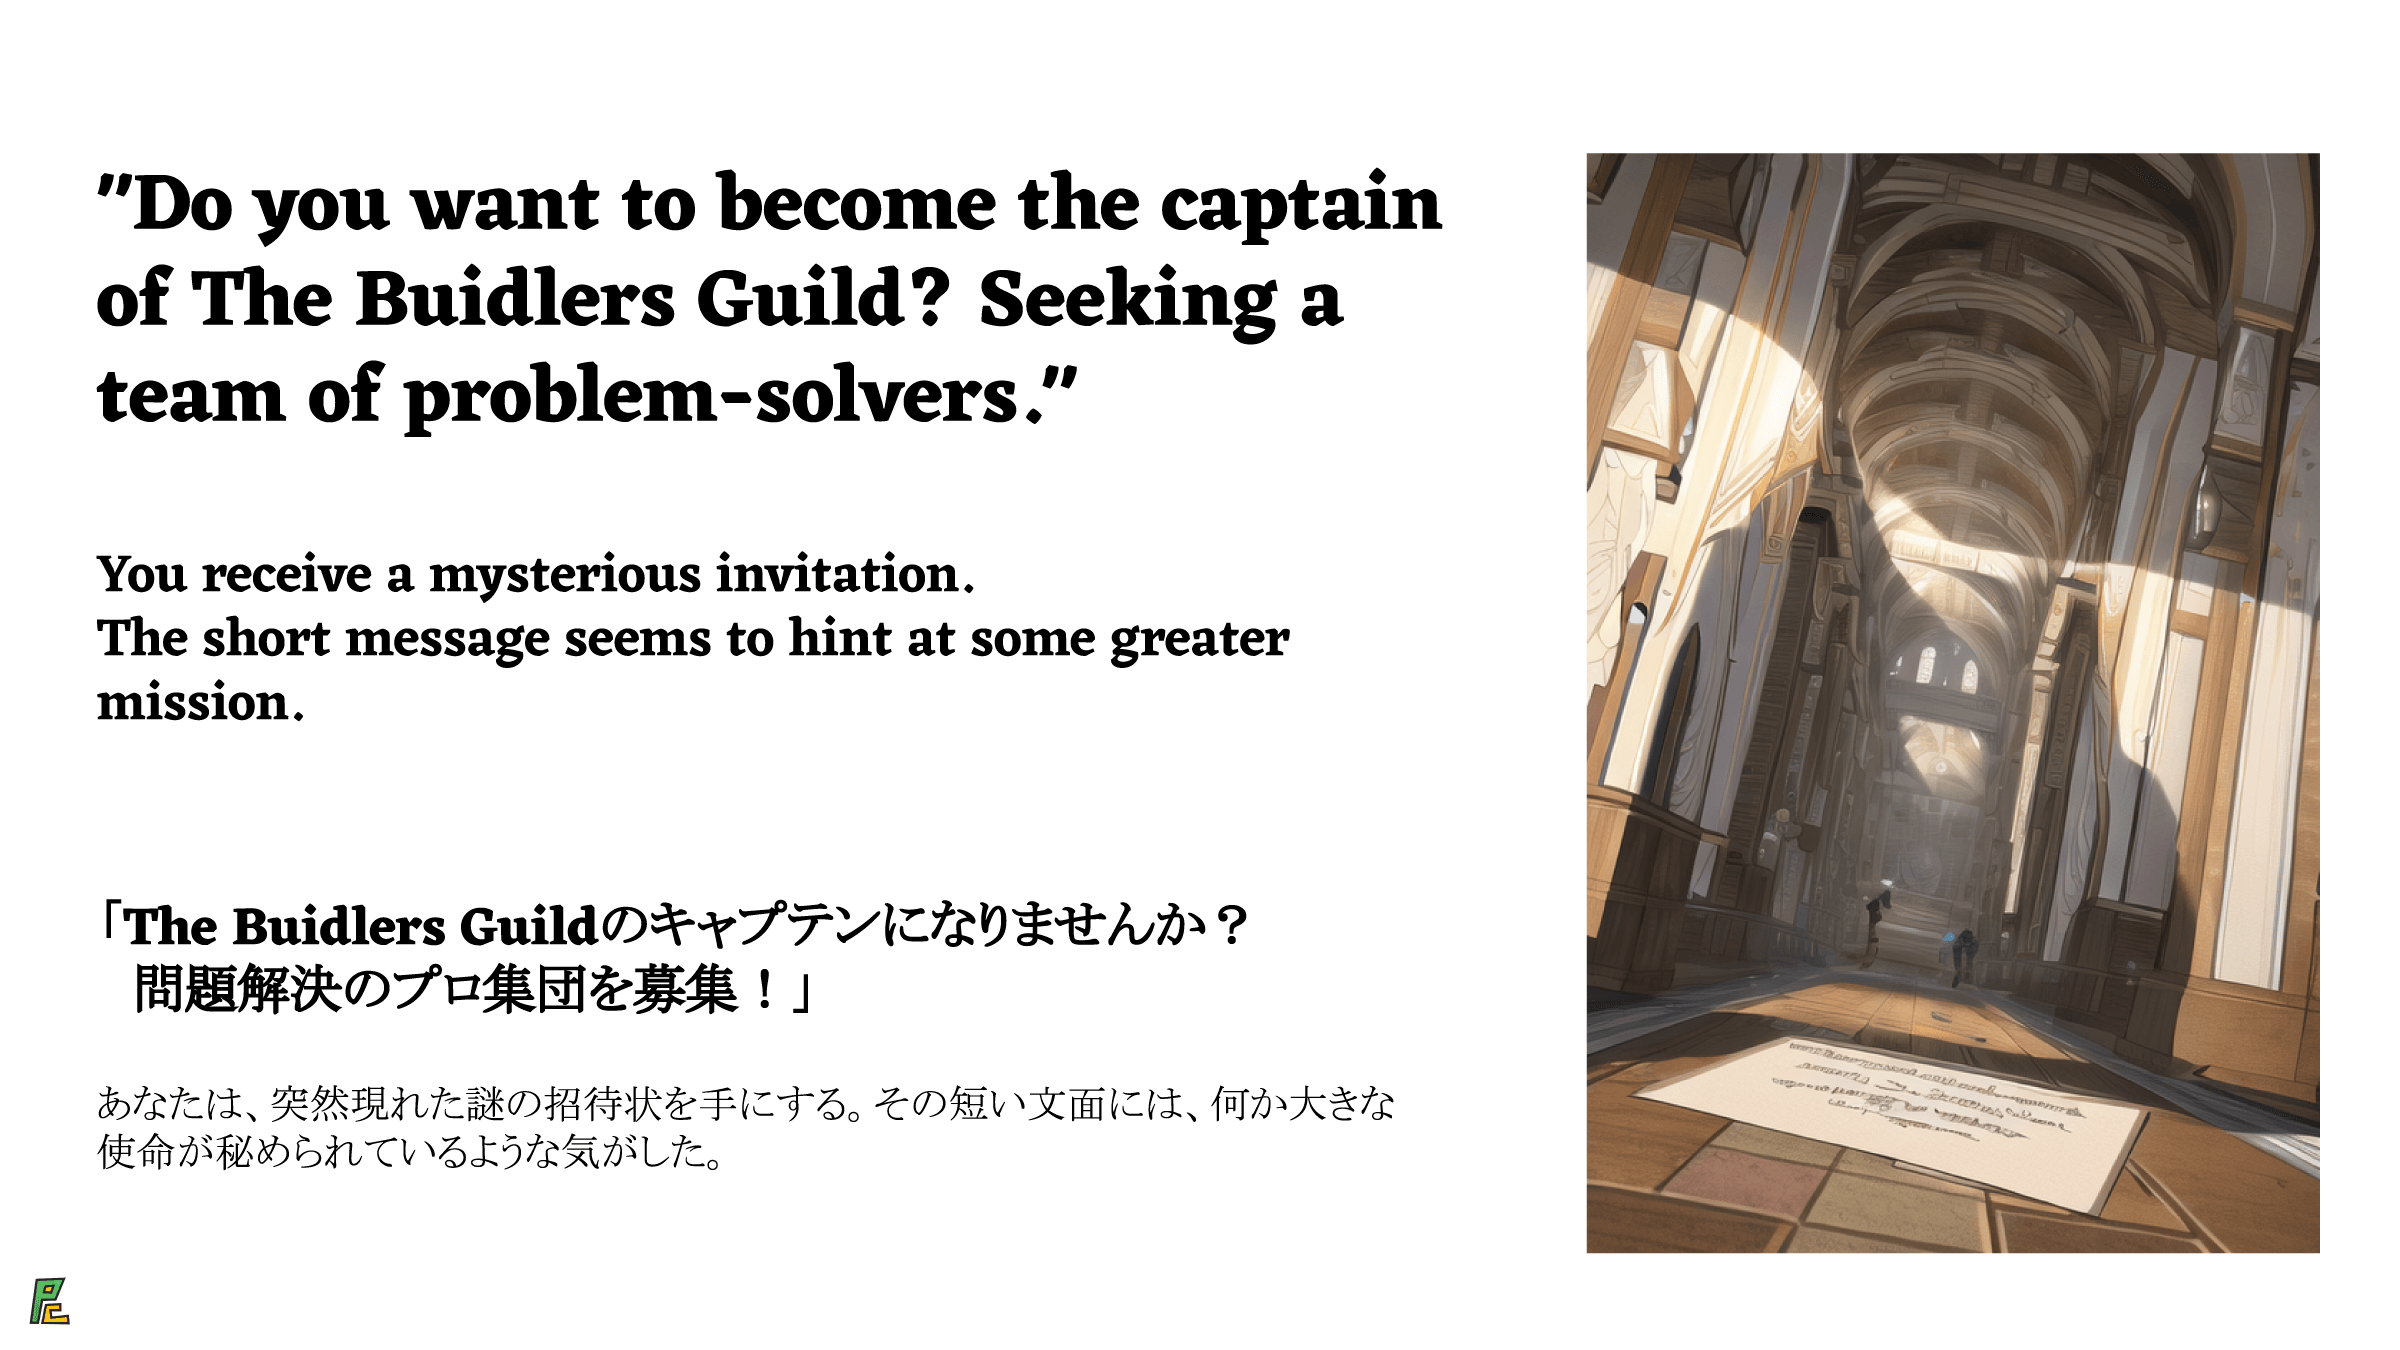 "Do you want to become the captain
of The Buidlers Guild? Seeking a
team of problem-solvers."
You receive a mysterious invitation.
The short message seems to hint at some greater
mission.
「The Buidlers Guildのキャプテンになりませんか？
問題解決のプロ集団を募集！」
あなたは、突然現れた謎の招待状を手にする。その短い文面には、何か大きな
使命が秘められているような気がした。